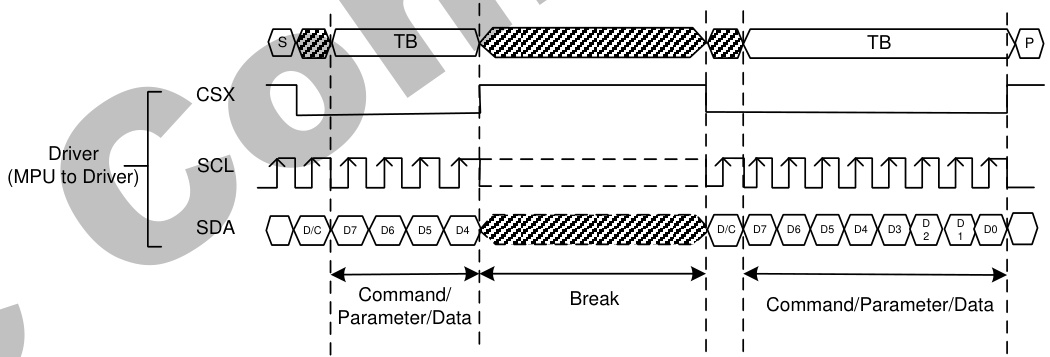 S TB TB P
CSX
Driver
(MPU to Driver)
SCL
SDA D/C D7 D6 D5 D4 D/C D7 D6 D5 D4 D3 D2 D1 D0
Command/
Parameter/Data
Break
Command/Parameter/Data